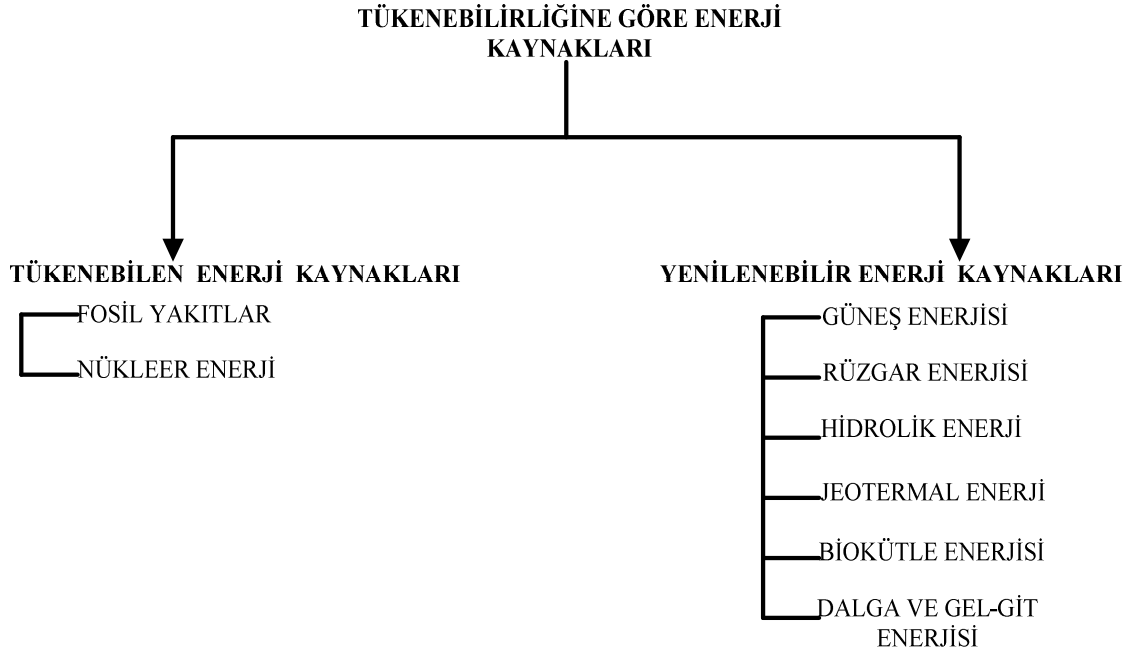 TÜKENEBİLİRLİĞİNE GÖRE ENERJİ
KAYNAKLARI
TÜKENEBİLEN ENERJİ KAYNAKLARI
FOSİL YAKITLAR
NÜKLEER ENERJİ
YENİLENEBİLİR ENERJİ KAYNAKLARI
GÜNEŞ ENERJİSİ
RÜZGAR ENERJİSİ
HİDROLİK ENERJİ
JEOTERMAL ENERJİ
BİOKÜTLE ENERJİSİ
DALGA VE GEL-GİT
ENERJİSİ